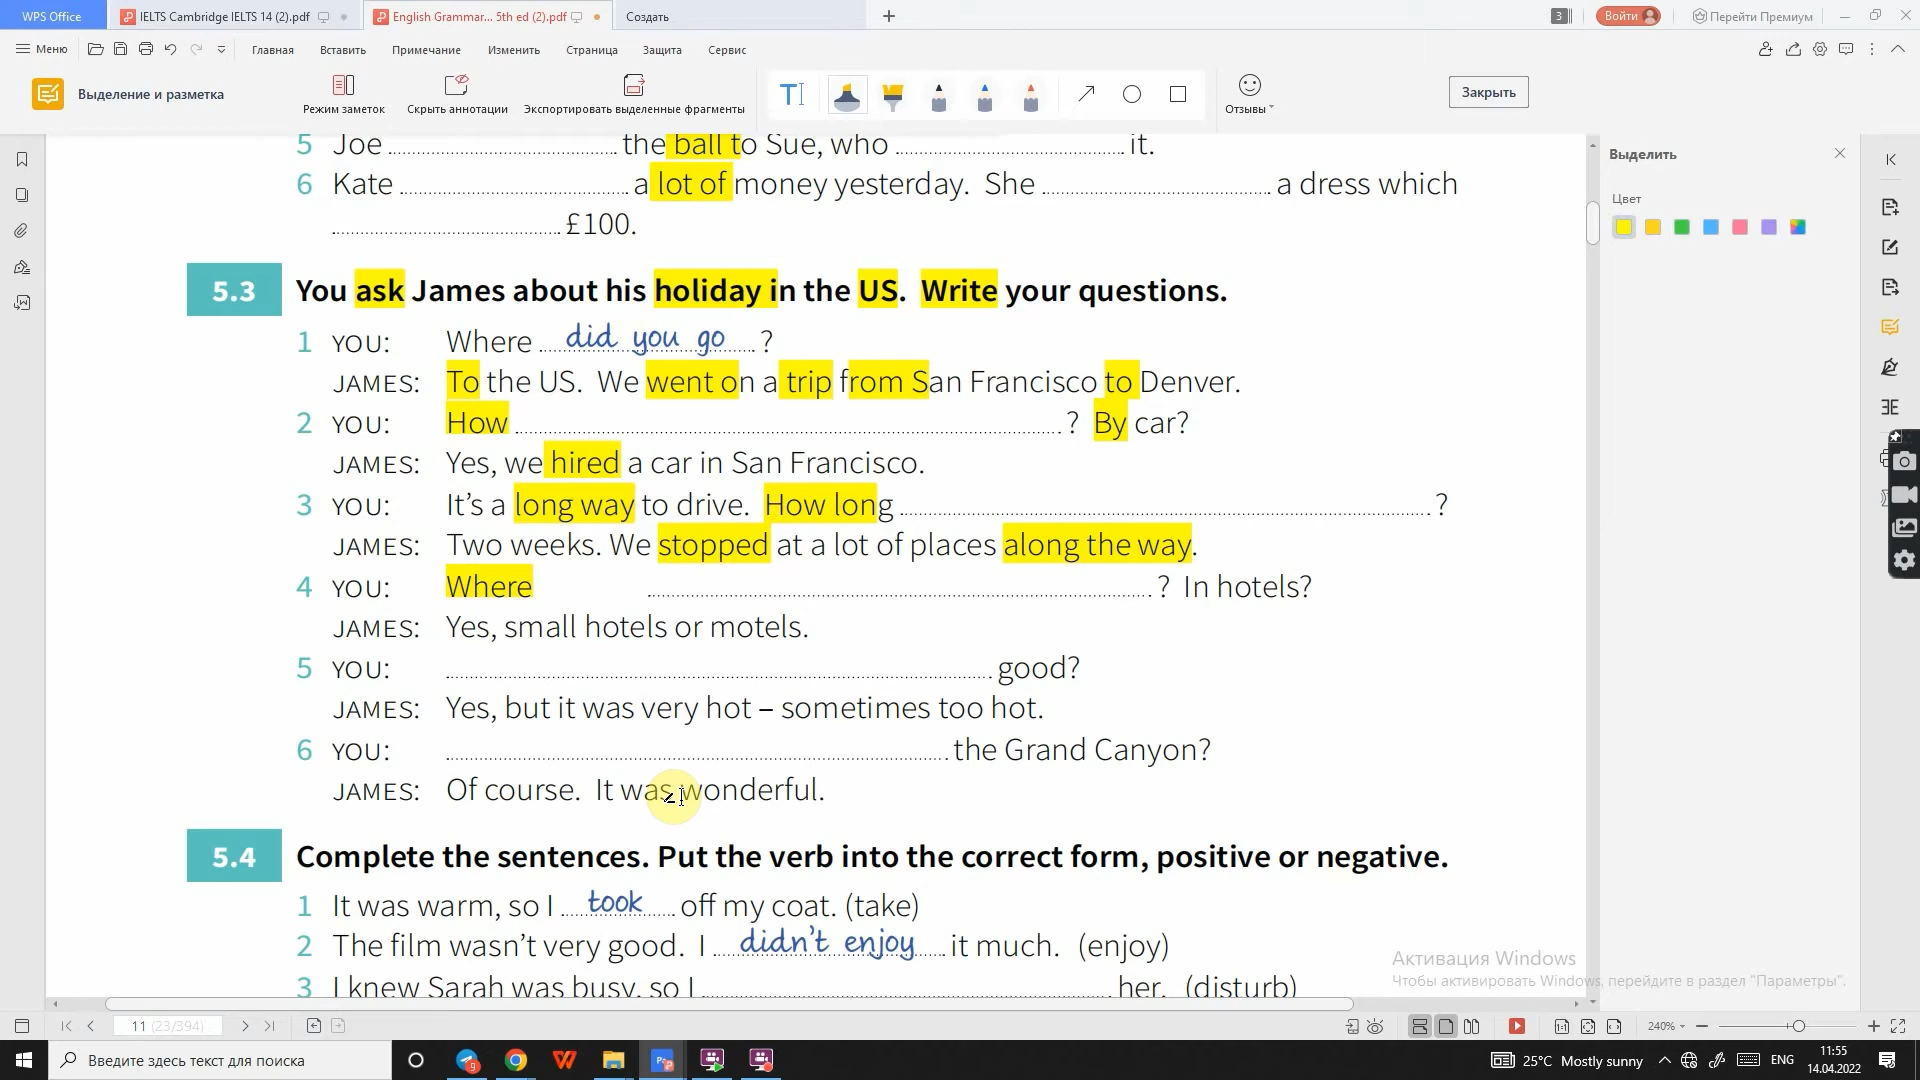 WPS Office
IELTS Cambridge IELTS 14 (2).pdf
English Grammar... 5th ed (2).pdf
Создать
3
Войти
Перейти Премиум
Меню
Главная
Вставить
Примечание
Изменить
Страница
Защита
Сервис
Выделение и разметка
Режим заметок
Скрыть аннотации
Экспортировать выделенные фрагменты
Отзывы
Закрыть
Выделить
Цвет
5 Joe ........ the ball to Sue, who ........ it.
6 Kate ........ a lot of money yesterday. She ........ a dress which
........ £100.
5.3 You ask James about his holiday in the US. Write your questions.
1 YOU: Where did you go ?
JAMES: To the US. We went on a trip from San Francisco to Denver.
2 YOU: How ........ ? By car?
JAMES: Yes, we hired a car in San Francisco.
3 YOU: It's a long way to drive. How long ........ ?
JAMES: Two weeks. We stopped at a lot of places along the way.
4 YOU: Where ........ ? In hotels?
JAMES: Yes, small hotels or motels.
5 YOU: ........ good?
JAMES: Yes, but it was very hot – sometimes too hot.
6 YOU: ........ the Grand Canyon?
JAMES: Of course. It was wonderful.
5.4 Complete the sentences. Put the verb into the correct form, positive or negative.
1 It was warm, so I took off my coat. (take)
2 The film wasn't very good. I didn't enjoy it much. (enjoy)
3 I knew Sarah was busy, so I ........ her. (disturb)
Активация Windows
Чтобы активировать Windows, перейдите в раздел "Параметры".
11 (23/394)
240%
Введите здесь текст для поиска
9
25°C Mostly sunny
ENG
11:55
14.04.2022